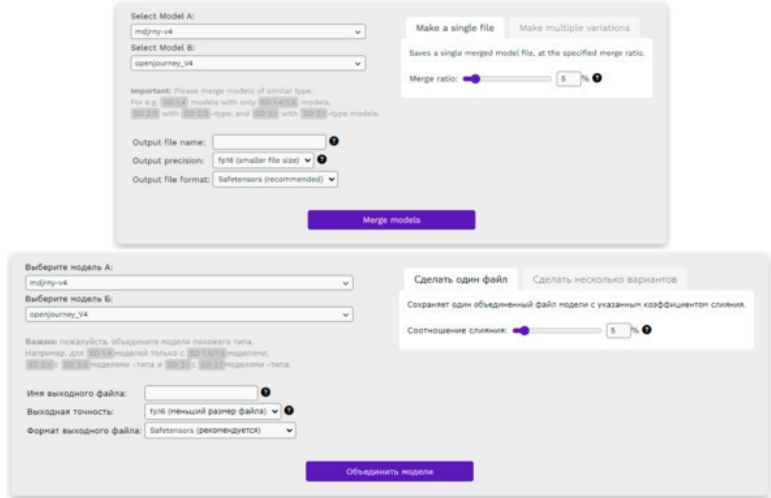 Select Model A:
mdjrny-v4
Select Model B:
openjourney_V4
Important: Please merge models of similar type.
For e.g. SD 1.4 models with only SD 1.4/1.5 models,
SD 2.0 with SD 2.0-type, and SD 2.1 with SD 2.1-type models.
Output file name:
Output precision: fp16 (smaller file size)
Output file format: Safetensors (recommended)
Make a single file Make multiple variations
Saves a single merged model file, at the specified merge ratio.
Merge ratio: 5 %
Merge models
Выберите модель А:
mdjrny-v4
Выберите модель Б:
openjourney_V4
Важно: пожалуйста, объедините модели похожего типа.
Например, для SD 1.4 моделей только с SD 1.4/1.5 моделями,
SD 2.0 с SD 2.0 моделями -типа и SD 2.1 с SD 2.1 моделями -типа.
Имя выходного файла:
Выходная точность: fp16 (меньший размер файла)
Формат выходного файла: Safetensors (рекомендуется)
Сделать один файл Сделать несколько вариантов
Сохраняет один объединенный файл модели с указанным коэффициентом слияния.
Соотношение слияния: 5 %
Объединить модели